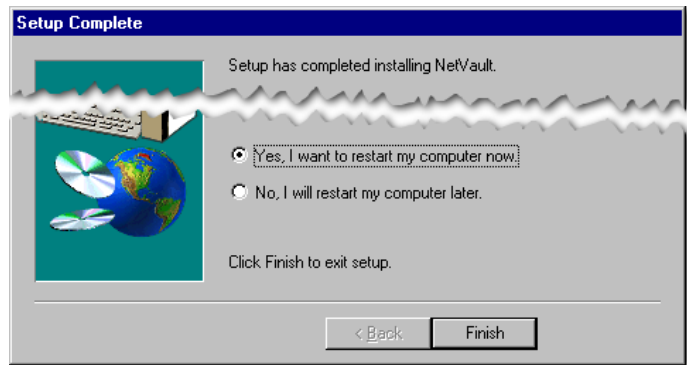 Setup Complete
Setup has completed installing NetVault.
Yes, I want to restart my computer now.
No, I will restart my computer later.
Click Finish to exit setup.
< Back
Finish